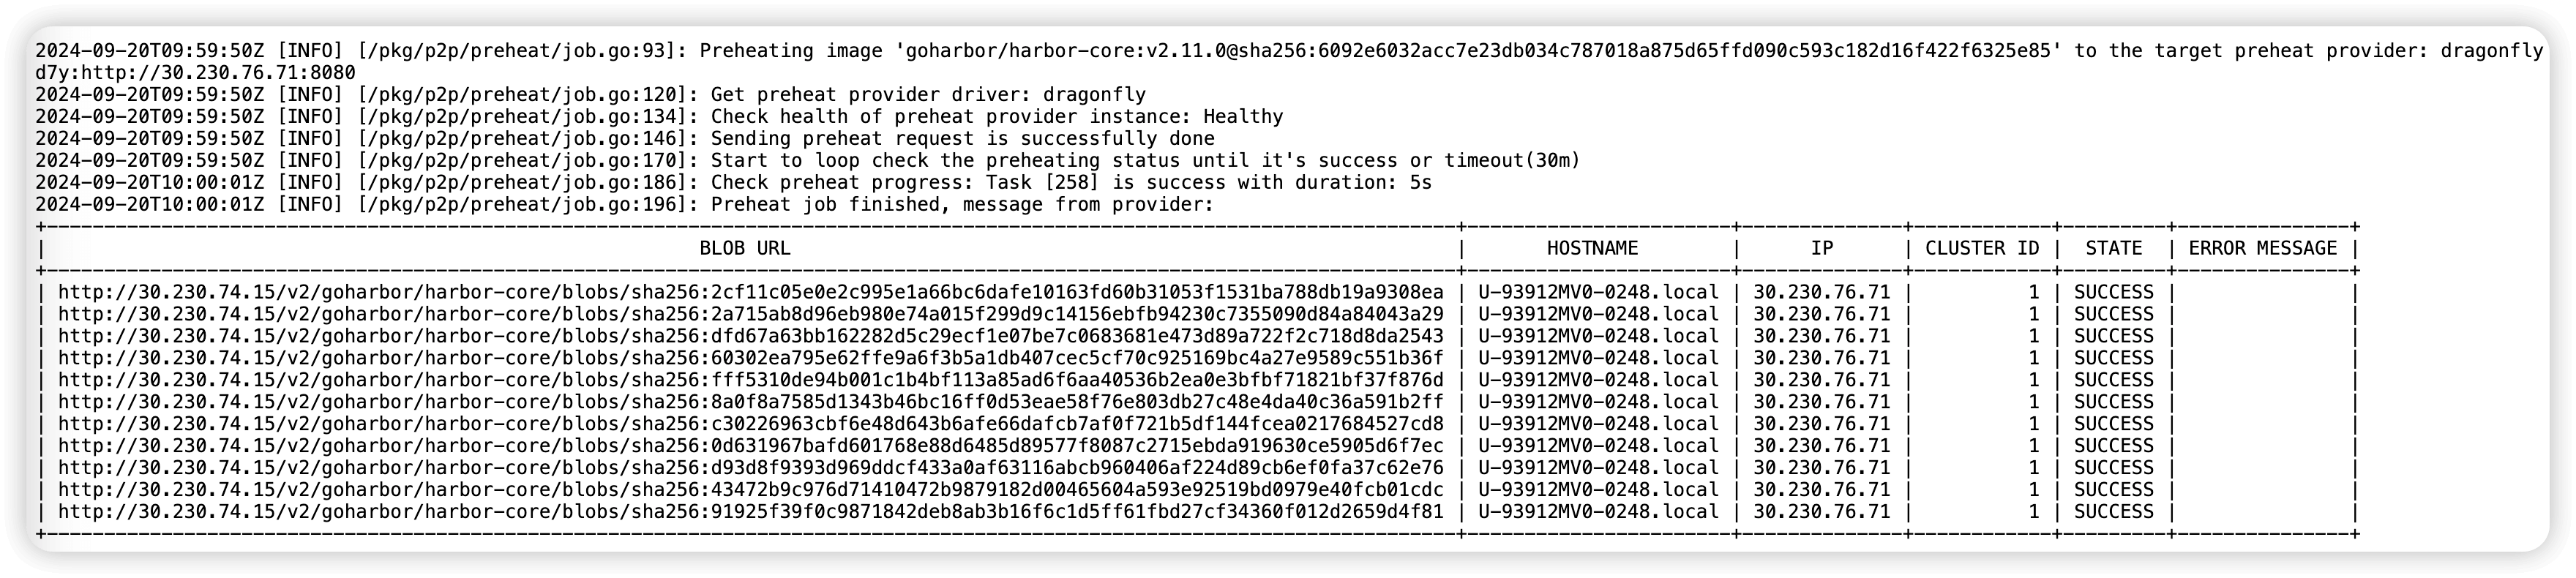 2024-09-20T09:59:50Z [INFO] [/pkg/p2p/preheat/job.go:93]: Preheating image 'goharbor/harbor-core:v2.11.0@sha256:6092e6032acc7e23db034c787018a875d65ffd090c593c182d16f422f6325e85' to the target preheat provider: dragonfly
d7y:http://30.230.76.71:8080
2024-09-20T09:59:50Z [INFO] [/pkg/p2p/preheat/job.go:120]: Get preheat provider driver: dragonfly
2024-09-20T09:59:50Z [INFO] [/pkg/p2p/preheat/job.go:134]: Check health of preheat provider instance: Healthy
2024-09-20T09:59:50Z [INFO] [/pkg/p2p/preheat/job.go:146]: Sending preheat request is successfully done
2024-09-20T09:59:50Z [INFO] [/pkg/p2p/preheat/job.go:170]: Start to loop check the preheating status until it's success or timeout(30m)
2024-09-20T10:00:01Z [INFO] [/pkg/p2p/preheat/job.go:186]: Check preheat progress: Task [258] is success with duration: 5s
2024-09-20T10:00:01Z [INFO] [/pkg/p2p/preheat/job.go:196]: Preheat job finished, message from provider:
| BLOB URL | HOSTNAME | IP | CLUSTER ID | STATE | ERROR MESSAGE |
| http://30.230.74.15/v2/goharbor/harbor-core/blobs/sha256:2cf11c05e0e2c995e1a66bc6dafe10163fd60b31053f1531ba788db19a9308ea | U-93912MV0-0248.local | 30.230.76.71 | 1 | SUCCESS | |
| http://30.230.74.15/v2/goharbor/harbor-core/blobs/sha256:2a715ab8d96eb980e74a015f299d9c14156ebfb94230c7355090d84a84043a29 | U-93912MV0-0248.local | 30.230.76.71 | 1 | SUCCESS | |
| http://30.230.74.15/v2/goharbor/harbor-core/blobs/sha256:dfd67a63bb162282d5c29ecf1e07be7c0683681e473d89a722f2c718d8da2543 | U-93912MV0-0248.local | 30.230.76.71 | 1 | SUCCESS | |
| http://30.230.74.15/v2/goharbor/harbor-core/blobs/sha256:60302ea795e62ffe9a6f3b5a1db407cec5cf70c925169bc4a27e9589c551b36f | U-93912MV0-0248.local | 30.230.76.71 | 1 | SUCCESS | |
| http://30.230.74.15/v2/goharbor/harbor-core/blobs/sha256:fff5310de94b001c1b4bf113a85ad6f6aa40536b2ea0e3bfbf71821bf37f876d | U-93912MV0-0248.local | 30.230.76.71 | 1 | SUCCESS | |
| http://30.230.74.15/v2/goharbor/harbor-core/blobs/sha256:8a0f8a7585d1343b46bc16ff0d53eae58f76e803db27c48e4da40c36a591b2ff | U-93912MV0-0248.local | 30.230.76.71 | 1 | SUCCESS | |
| http://30.230.74.15/v2/goharbor/harbor-core/blobs/sha256:c30226963cbf6e48d643b6afe66dafcb7af0f721b5df144fcea0217684527cd8 | U-93912MV0-0248.local | 30.230.76.71 | 1 | SUCCESS | |
| http://30.230.74.15/v2/goharbor/harbor-core/blobs/sha256:0d631967bafd601768e88d6485d89577f8087c2715ebda919630ce5905d6f7ec | U-93912MV0-0248.local | 30.230.76.71 | 1 | SUCCESS | |
| http://30.230.74.15/v2/goharbor/harbor-core/blobs/sha256:d93d8f9393d969ddcf433a0af63116abcb960406af224d89cb6ef0fa37c62e76 | U-93912MV0-0248.local | 30.230.76.71 | 1 | SUCCESS | |
| http://30.230.74.15/v2/goharbor/harbor-core/blobs/sha256:43472b9c976d71410472b9879182d00465604a593e92519bd0979e40fcb01cdc | U-93912MV0-0248.local | 30.230.76.71 | 1 | SUCCESS | |
| http://30.230.74.15/v2/goharbor/harbor-core/blobs/sha256:91925f39f0c9871842deb8ab3b16f6c1d5ff61fbd27cf34360f012d2659d4f81 | U-93912MV0-0248.local | 30.230.76.71 | 1 | SUCCESS | |